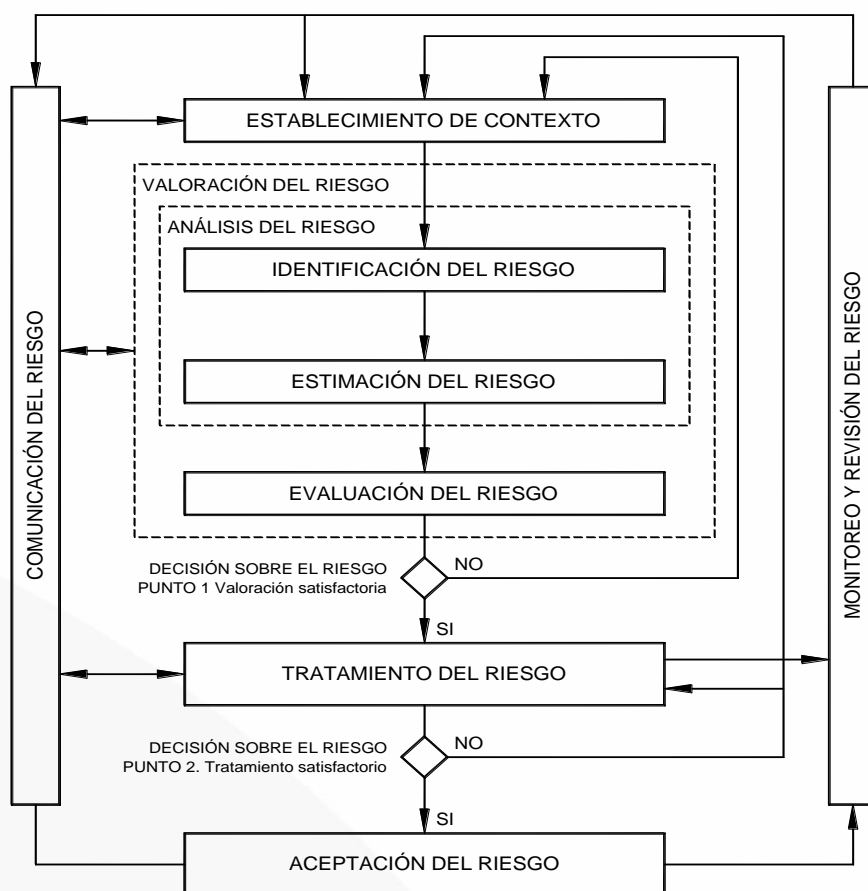 ESTABLECIMIENTO DE CONTEXTO
VALORACIÓN DEL RIESGO
ANÁLISIS DEL RIESGO
IDENTIFICACIÓN DEL RIESGO
ESTIMACIÓN DEL RIESGO
EVALUACIÓN DEL RIESGO
DECISIÓN SOBRE EL RIESGO
PUNTO 1 Valoración satisfactoria
NO
SI
TRATAMIENTO DEL RIESGO
DECISIÓN SOBRE EL RIESGO
PUNTO 2. Tratamiento satisfactorio
NO
SI
ACEPTACIÓN DEL RIESGO
COMUNICACIÓN DEL RIESGO
MONITOREO Y REVISIÓN DEL RIESGO